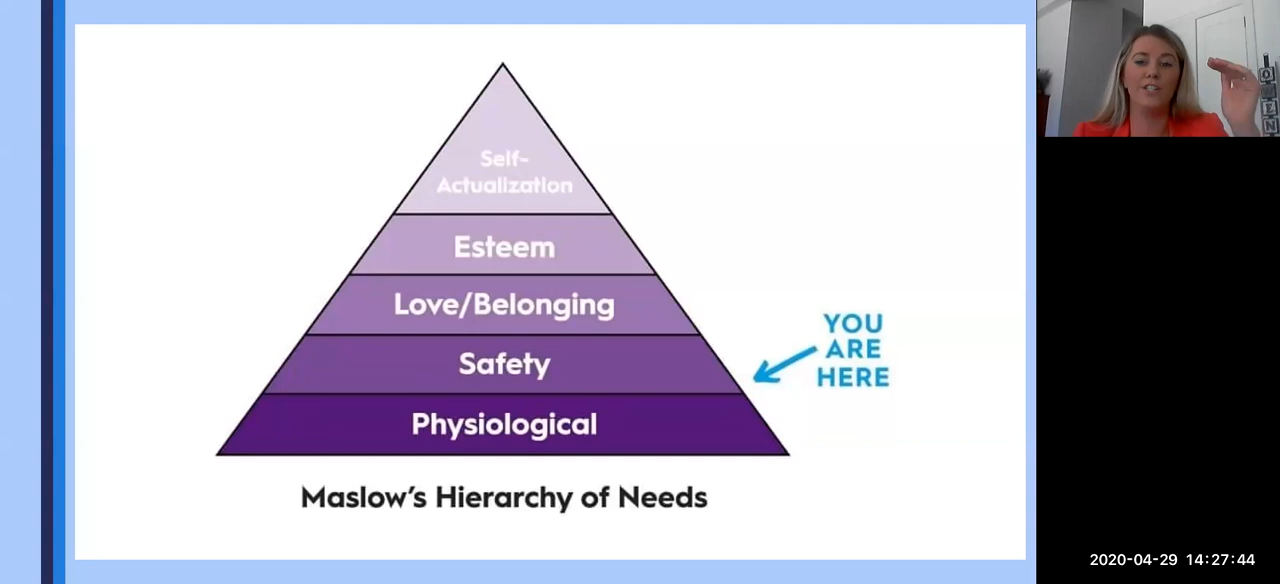 Self-
Actualization
Esteem
Love/Belonging
Safety
Physiological
YOU
ARE
HERE
Maslow's Hierarchy of Needs
O
W
E
N
2020-04-29 14:27:44